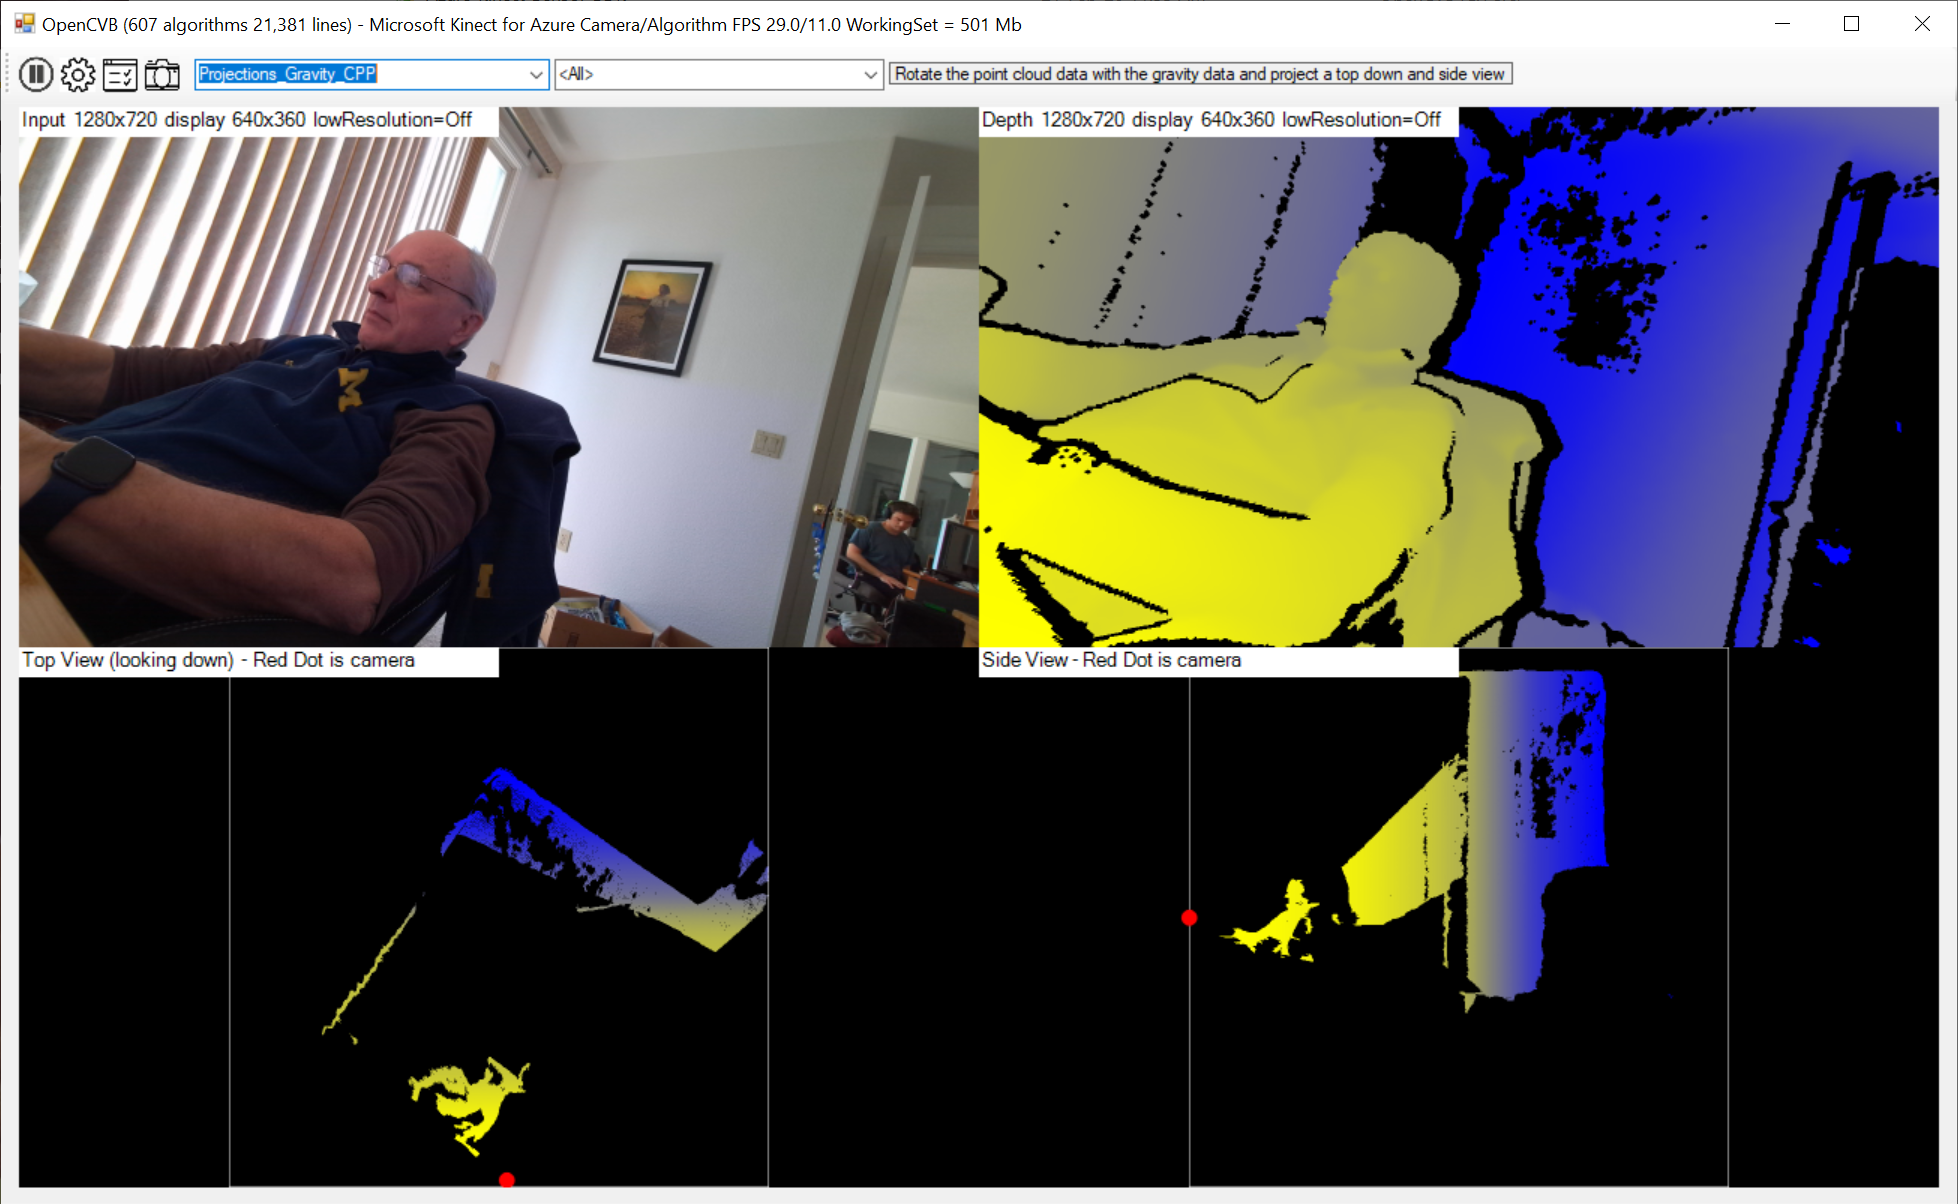 OpenCVB (607 algorithms 21,381 lines) - Microsoft Kinect for Azure Camera/Algorithm FPS 29.0/11.0 WorkingSet = 501 Mb
Projections_Gravity_CPP <All> Rotate the point cloud data with the gravity data and project a top down and side view
Input 1280x720 display 640x360 lowResolution=Off
Depth 1280x720 display 640x360 lowResolution=Off
M
Top View (looking down) - Red Dot is camera
Side View - Red Dot is camera